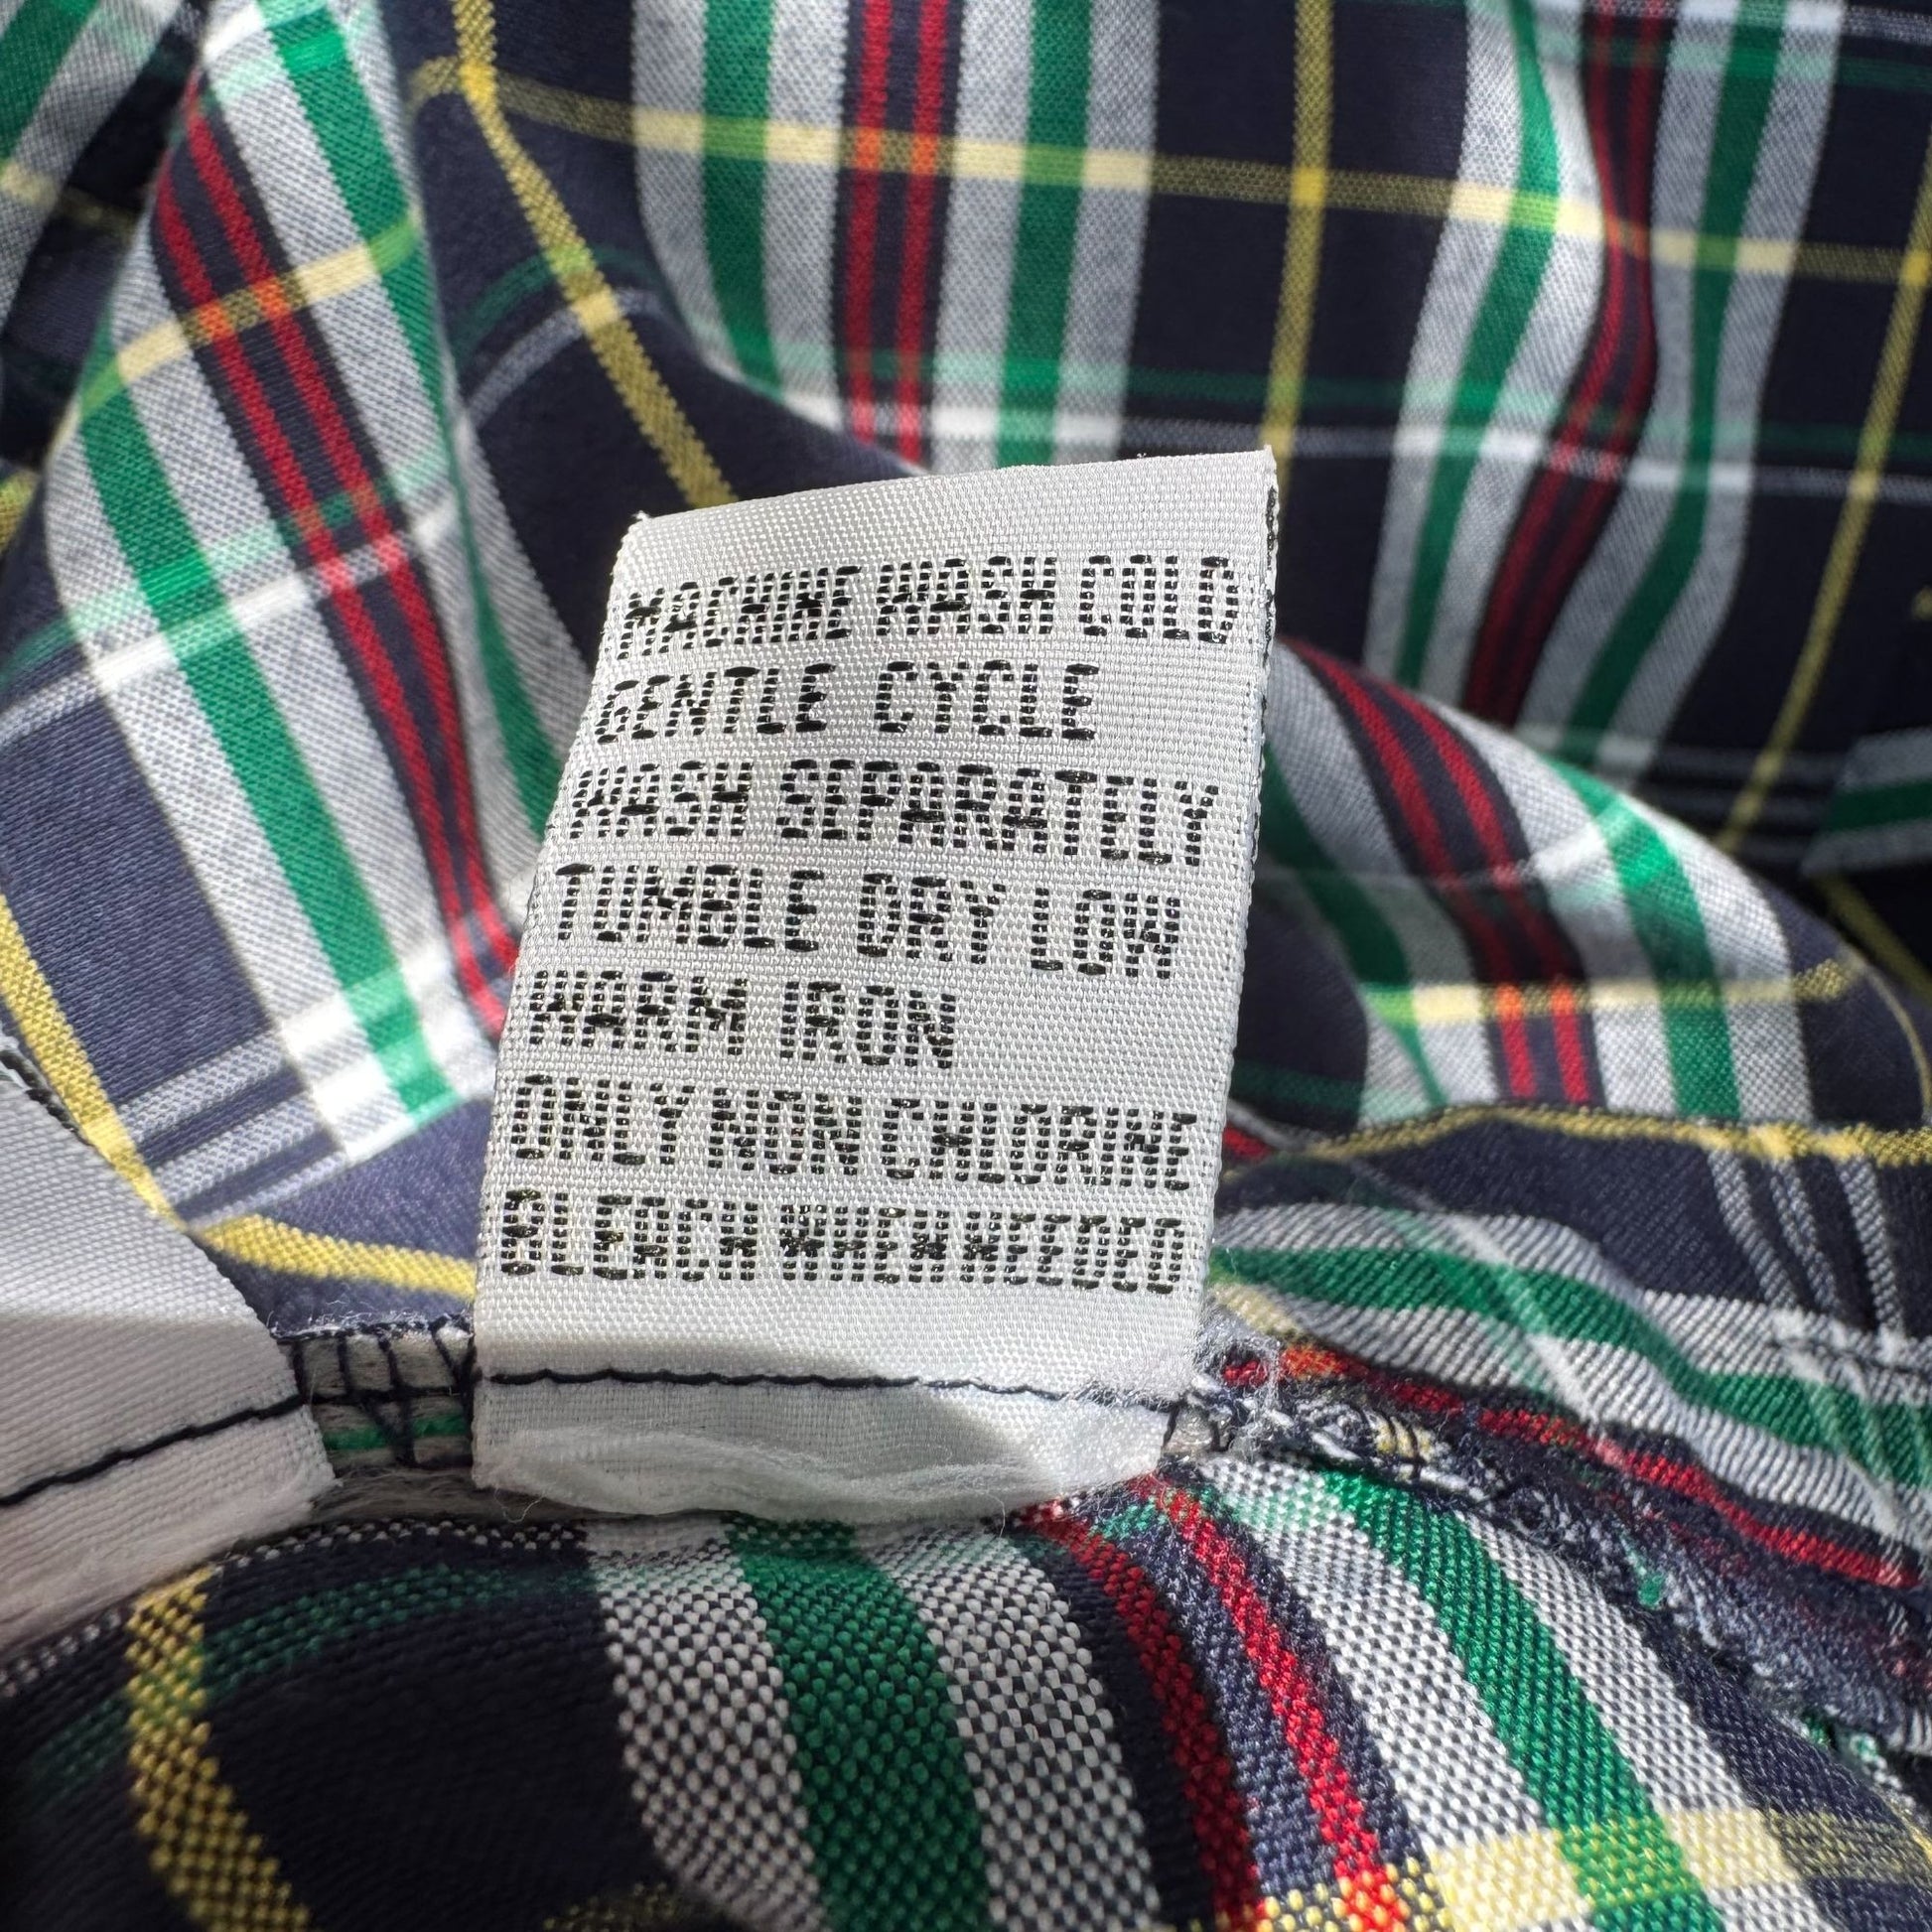 MACHINE WASH COLD
GENTLE CYCLE
WASH SEPARATELY
TUMBLE DRY LOW
WARM IRON
ONLY NON CHLORINE
BLEACH WHEN NEEDED